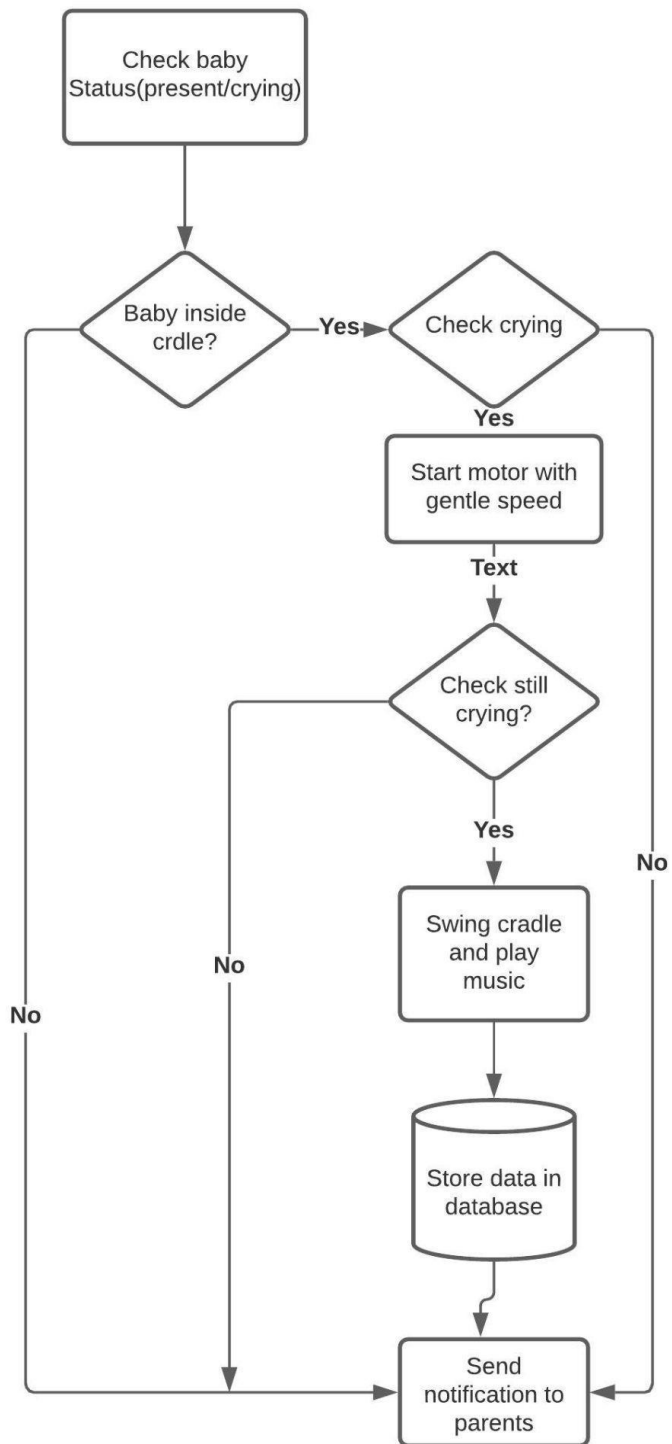 Check baby
Status(present/crying)
Baby inside
crdle?
Yes
Check crying
Yes
Start motor with
gentle speed
Text
Check still
crying?
Yes
No
Swing cradle
and play
music
No
No
Store data in
database
Send
notification to
parents